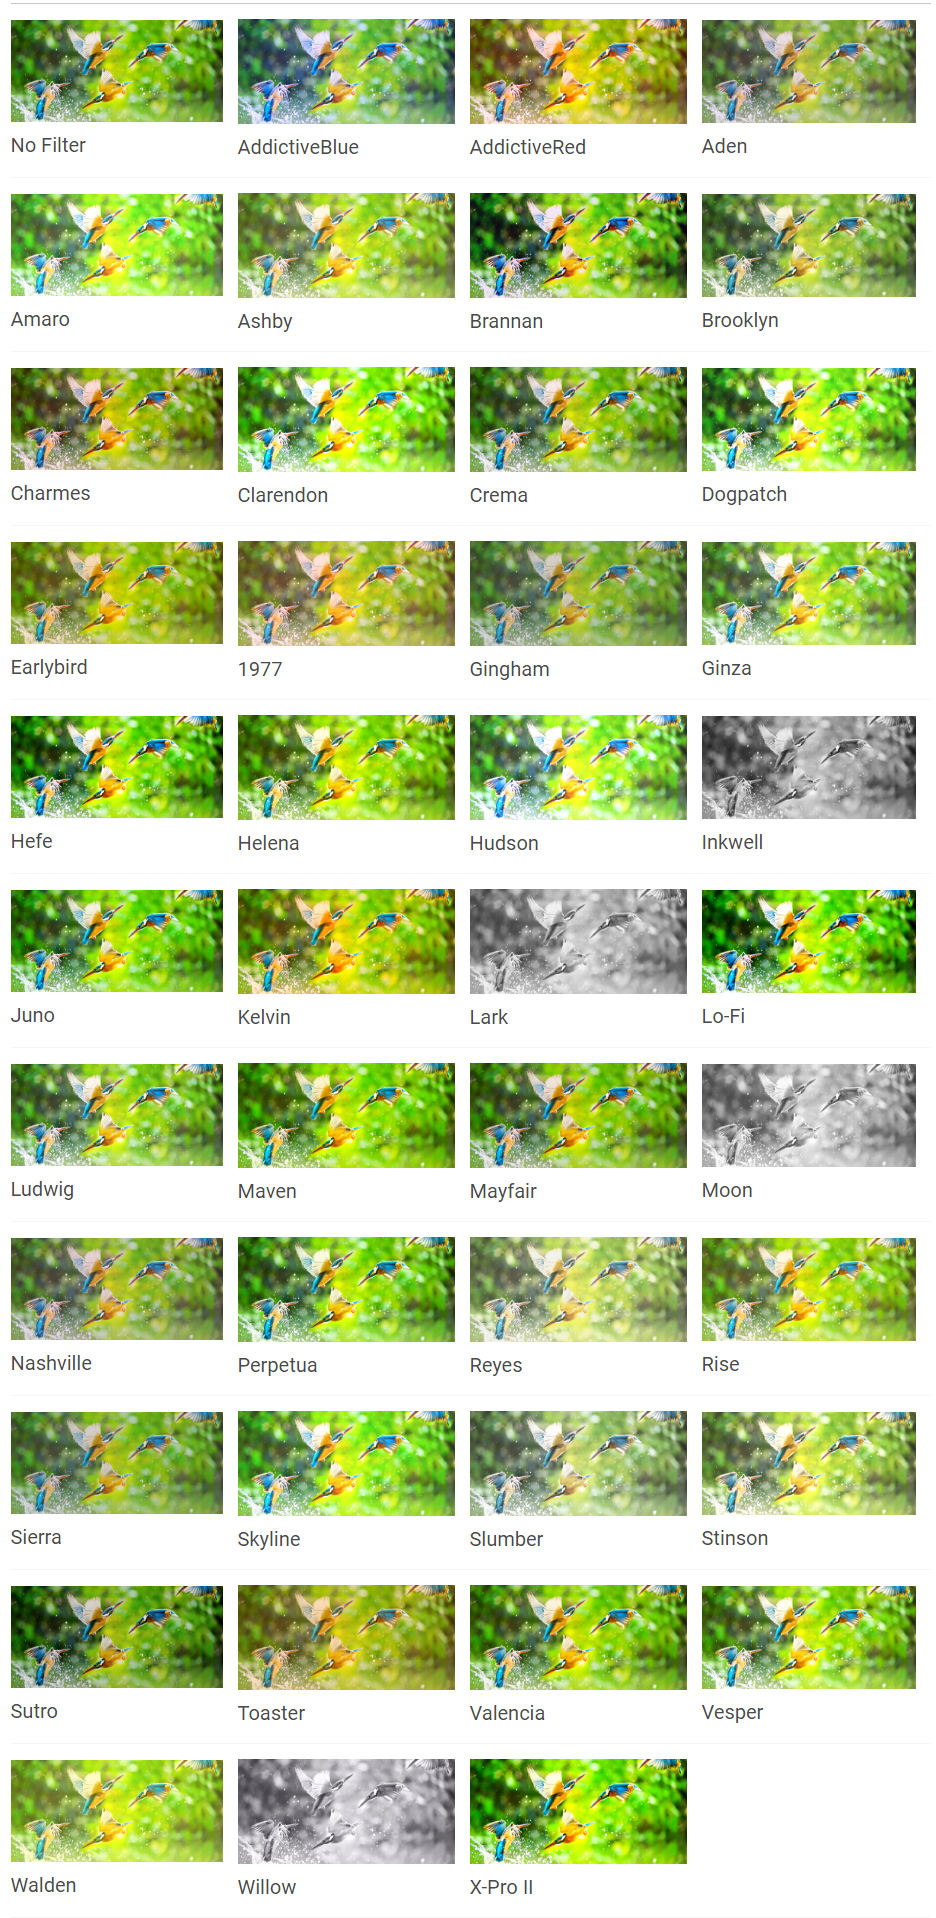 No Filter
AddictiveBlue
AddictiveRed
Aden
Amaro
Ashby
Brannan
Brooklyn
Charmes
Clarendon
Crema
Dogpatch
Earlybird
1977
Gingham
Ginza
Hefe
Helena
Hudson
Inkwell
Juno
Kelvin
Lark
Lo-Fi
Ludwig
Maven
Mayfair
Moon
Nashville
Perpetua
Reyes
Rise
Sierra
Skyline
Slumber
Stinson
Sutro
Toaster
Valencia
Vesper
Walden
Willow
X-Pro II